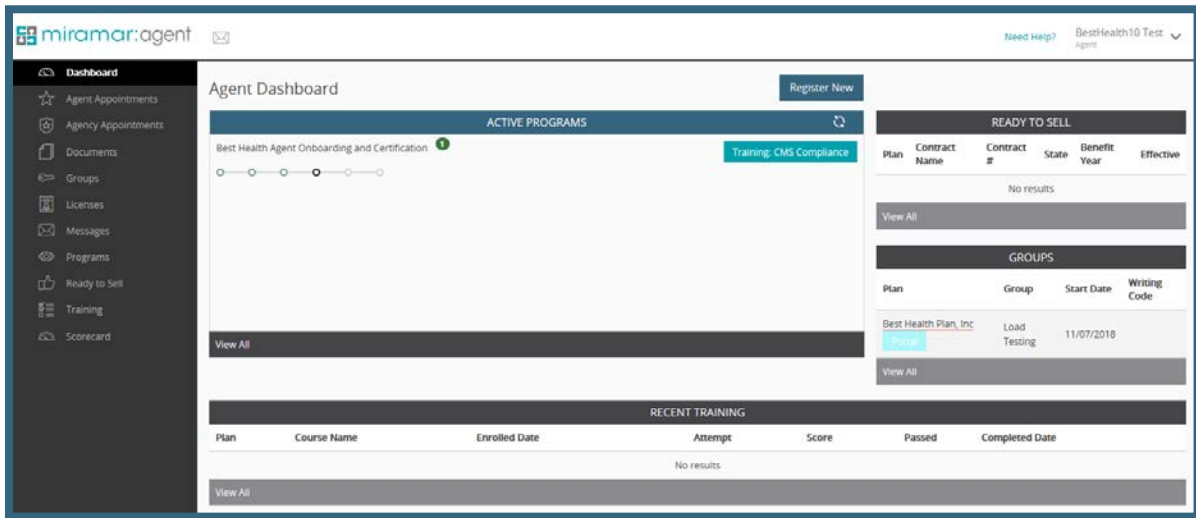 miramar:agent
Need Help?
BestHealth10 Test
Agent
Dashboard
Agent Appointments
Agency Appointments
Documents
Groups
Licenses
Messages
Programs
Ready to Sell
Training
Scorecard
Agent Dashboard
Register New
ACTIVE PROGRAMS
Best Health Agent Onboarding and Certification 1
Training: CMS Compliance
View All
READY TO SELL
Plan Contract Name Contract # State Benefit Year Effective
No results
View All
GROUPS
Plan Group Start Date Writing Code
Best Health Plan, Inc Load Testing 11/07/2018
Portal
View All
RECENT TRAINING
Plan Course Name Enrolled Date Attempt Score Passed Completed Date
No results
View All